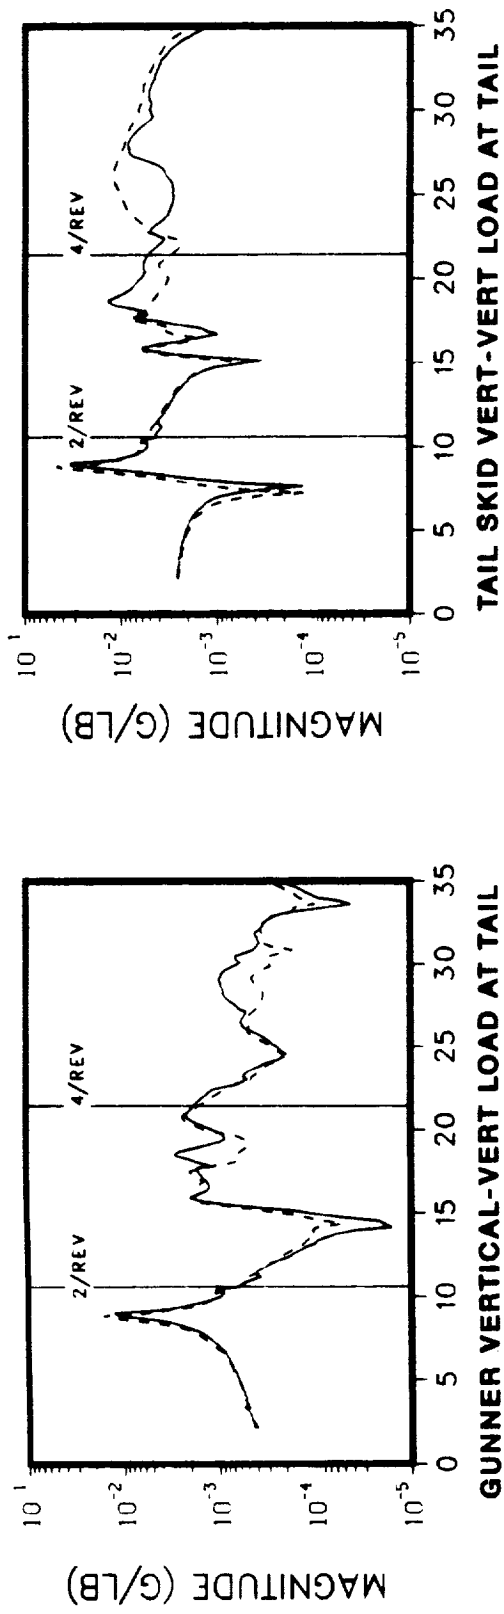 MAGNITUDE (G/LB)
10⁻¹
10⁻²
10⁻³
10⁻⁴
10⁻⁵
2/REV
4/REV
0 5 10 15 20 25 30 35
GUNNER VERTICAL-VERT LOAD AT TAIL
MAGNITUDE (G/LB)
10⁻¹
10⁻²
10⁻³
10⁻⁴
10⁻⁵
2/REV
4/REV
0 5 10 15 20 25 30 35
TAIL SKID VERT-VERT LOAD AT TAIL